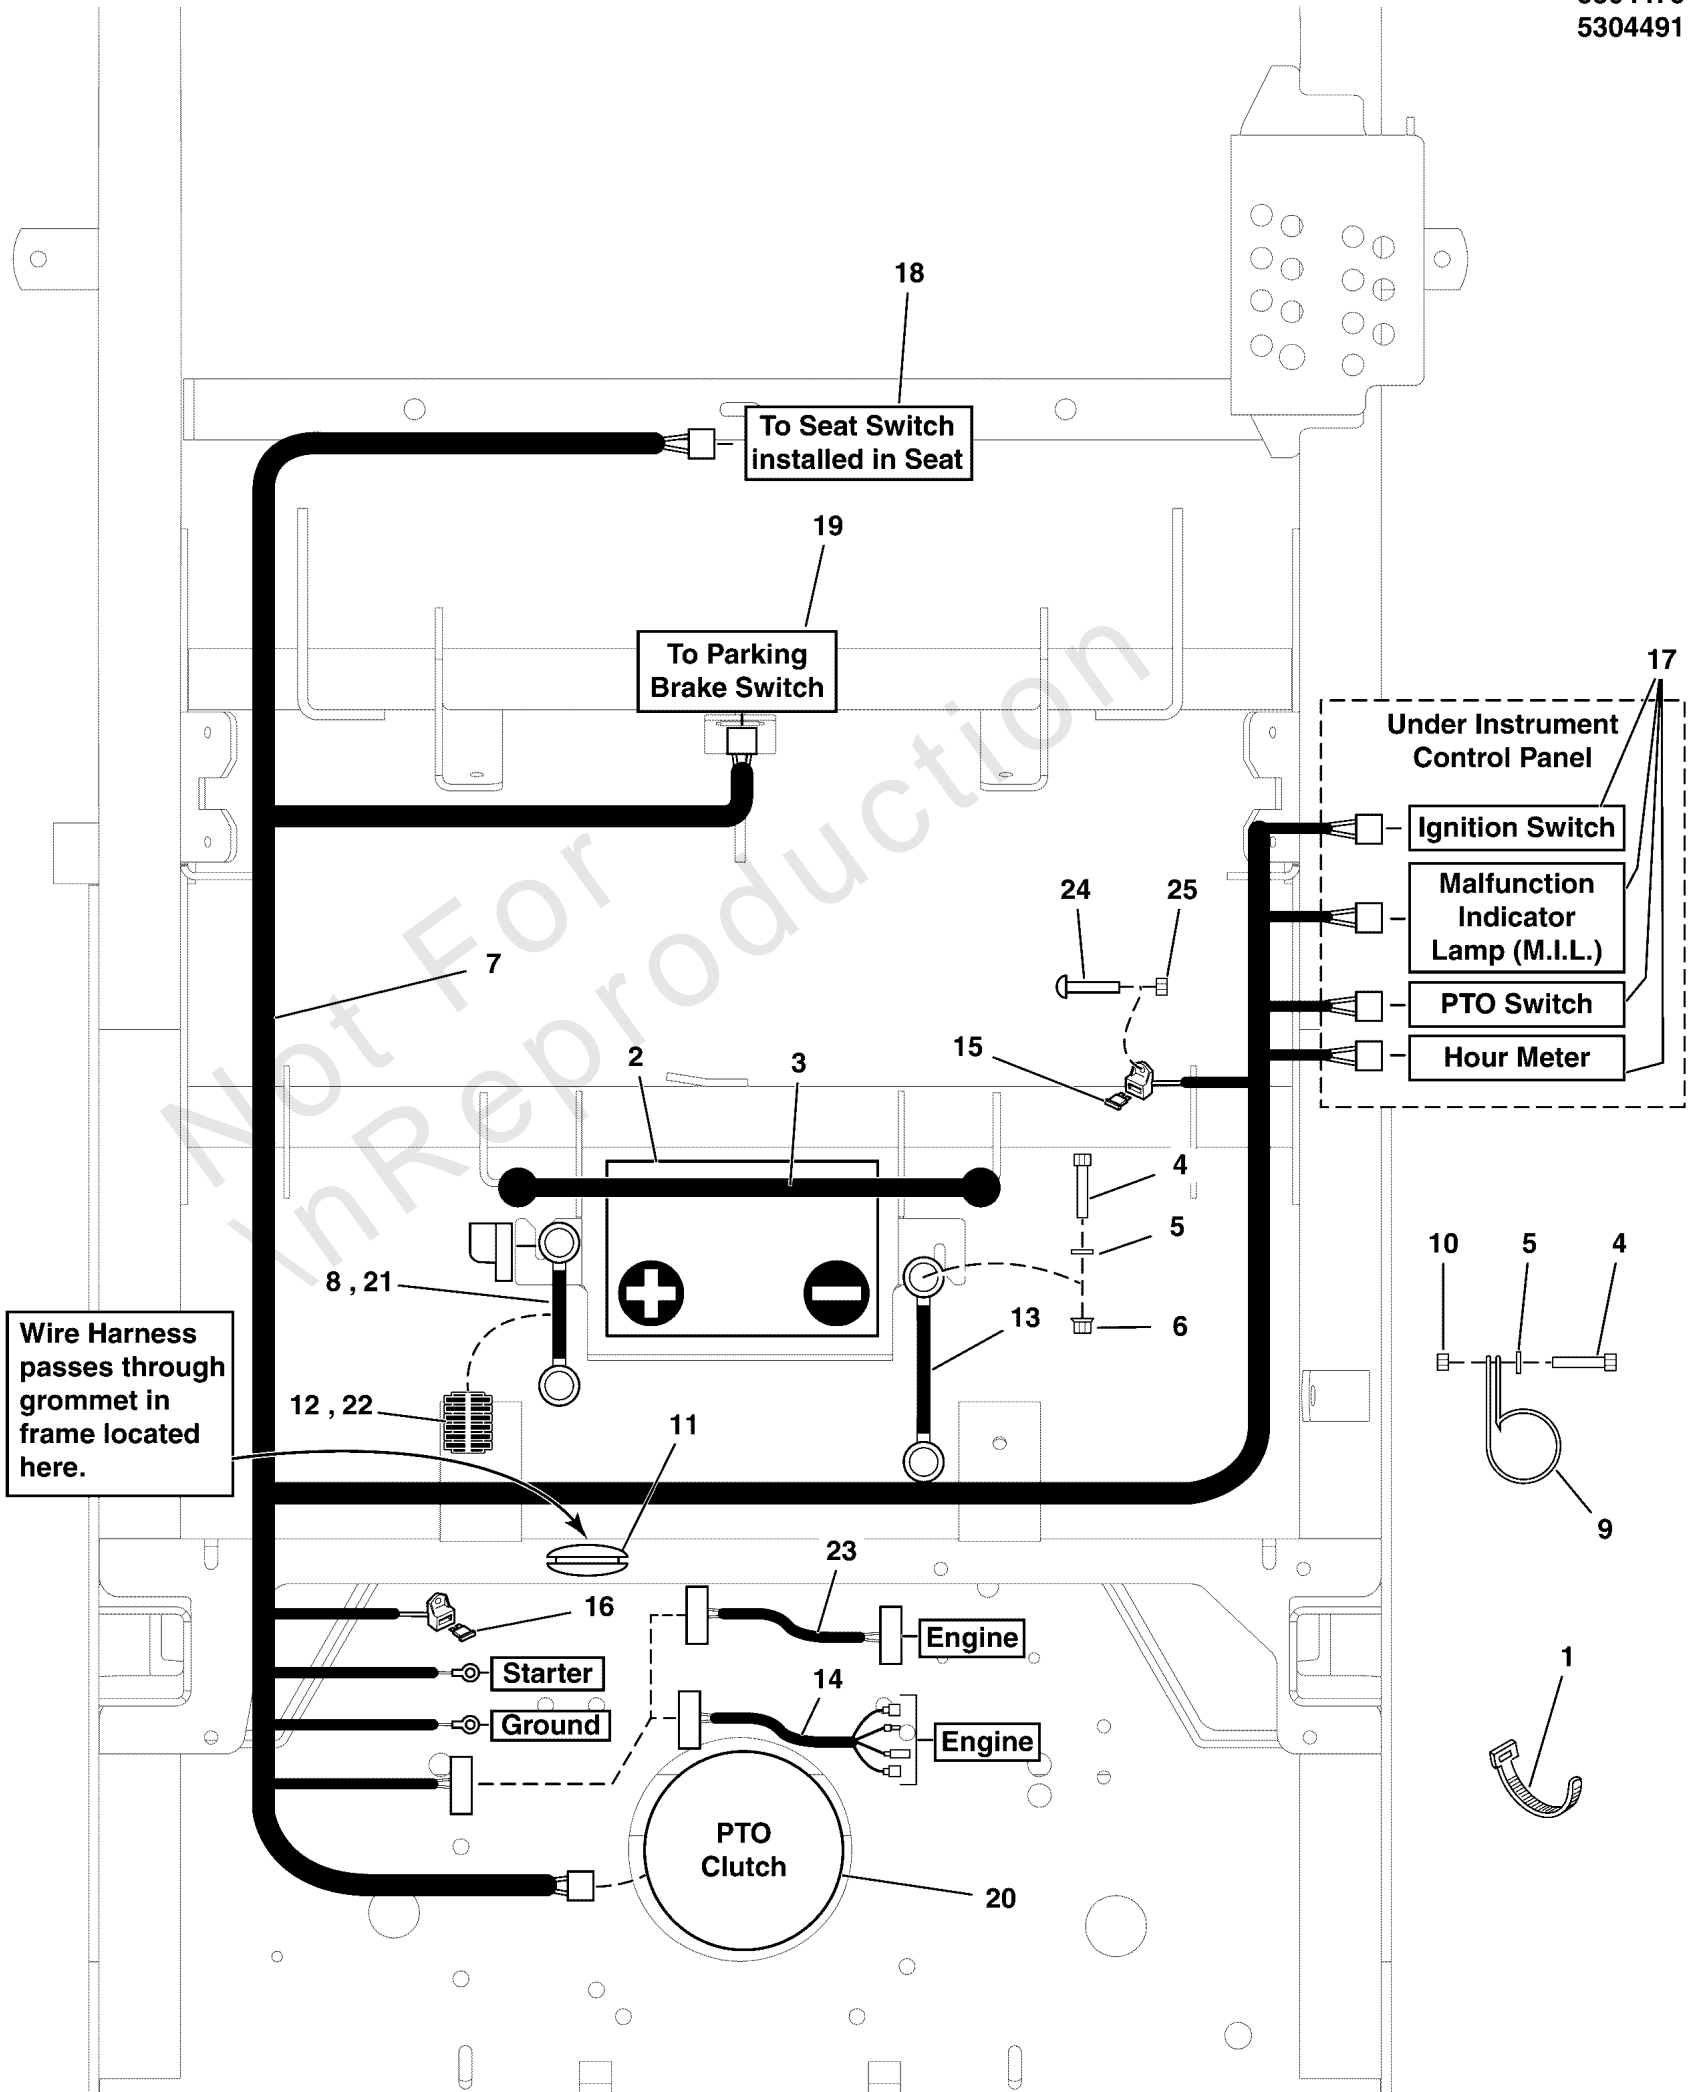 5304491
18
To Seat Switch
installed in Seat
19
To Parking
Brake Switch
17
Under Instrument
Control Panel
Ignition Switch
Malfunction
Indicator
Lamp (M.I.L.)
PTO Switch
Hour Meter
24
25
7
15
2
3
4
5
6
8 , 21
13
10
5
4
9
Wire Harness
passes through
grommet in
frame located
here.
12 , 22
11
23
16
Engine
Starter
14
Ground
Engine
1
PTO
Clutch
20
Not For
\nReproduction